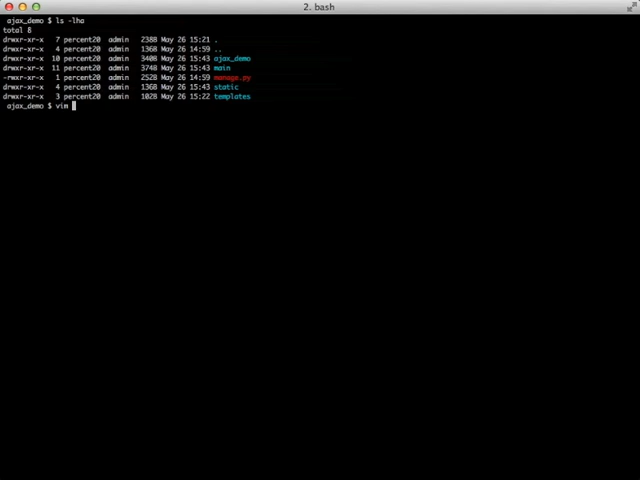 2. bash
ajax_demo $ ls -lha
total 8
drwxr-xr-x 7 percent20 admin 238B May 26 15:21 .
drwxr-xr-x 4 percent20 admin 136B May 26 14:59 ..
drwxr-xr-x 10 percent20 admin 340B May 26 15:43 ajax_demo
drwxr-xr-x 11 percent20 admin 374B May 26 15:43 main
-rwxr-xr-x 1 percent20 admin 252B May 26 14:59 manage.py
drwxr-xr-x 4 percent20 admin 136B May 26 15:43 static
drwxr-xr-x 3 percent20 admin 102B May 26 15:22 templates
ajax_demo $ vim